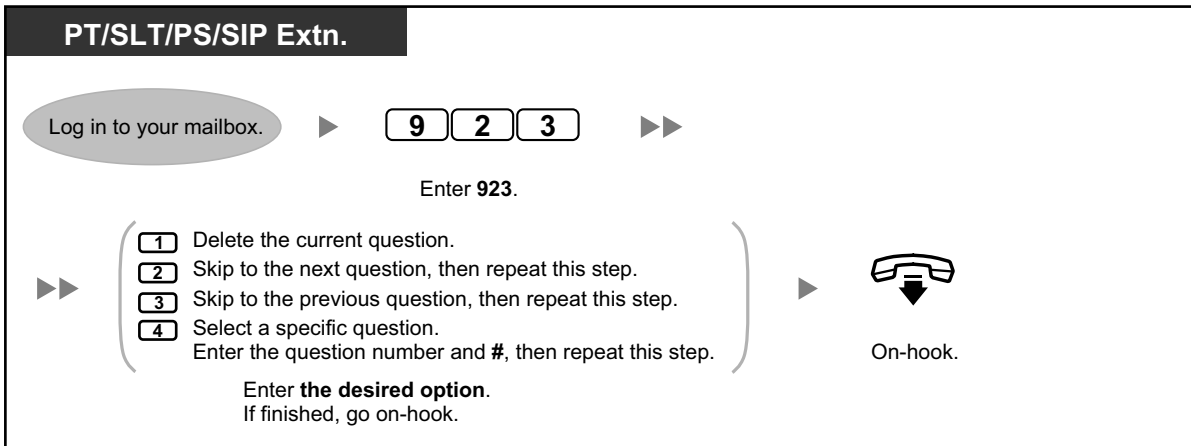 PT/SLT/PS/SIP Extn.
Log in to your mailbox.
9 2 3
Enter 923.
1 Delete the current question.
2 Skip to the next question, then repeat this step.
3 Skip to the previous question, then repeat this step.
4 Select a specific question.
Enter the question number and #, then repeat this step.
Enter the desired option.
If finished, go on-hook.
On-hook.